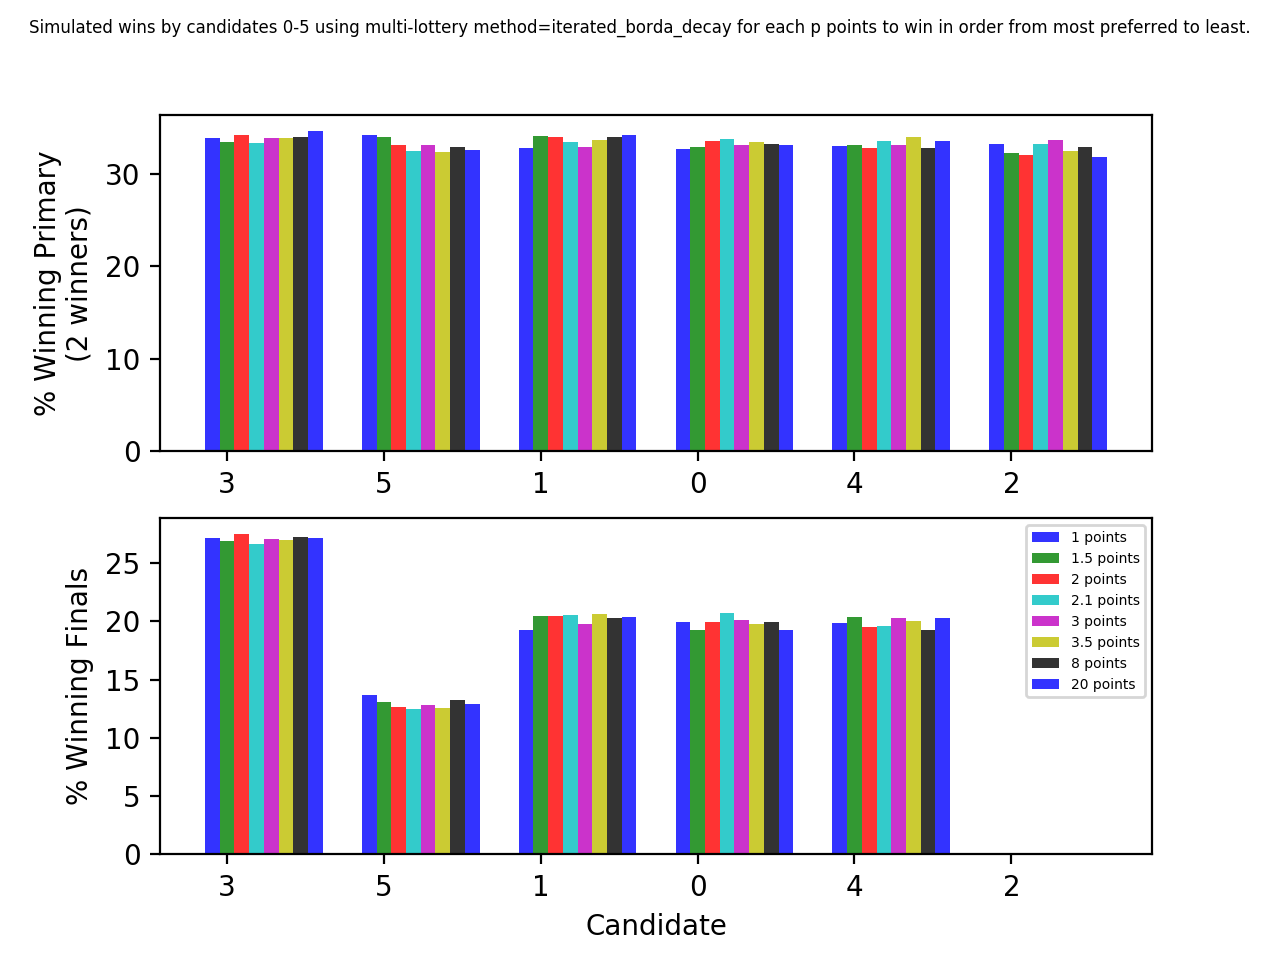 Simulated wins by candidates 0-5 using multi-lottery method=iterated_borda_decay for each p points to win in order from most preferred to least.
% Winning Primary
(2 winners)
30
20
10
0
3 5 1 0 4 2
% Winning Finals
25
20
15
10
5
0
1 points
1.5 points
2 points
2.1 points
3 points
3.5 points
8 points
20 points
3 5 1 0 4 2
Candidate